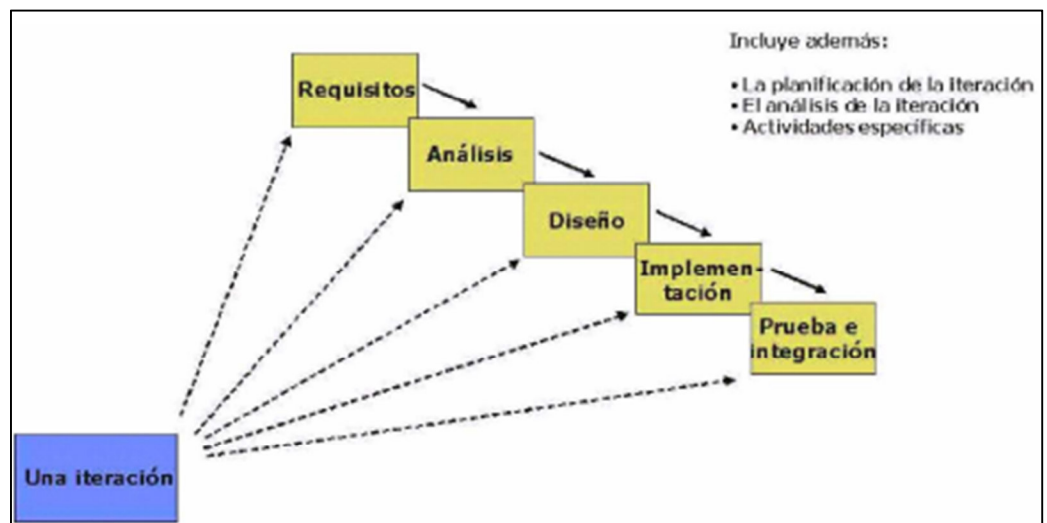 Incluye además:
• La planificación de la iteración
• El análisis de la iteración
• Actividades específicas
Requisitos
Análisis
Diseño
Implemen-
tación
Prueba e
integración
Una iteración